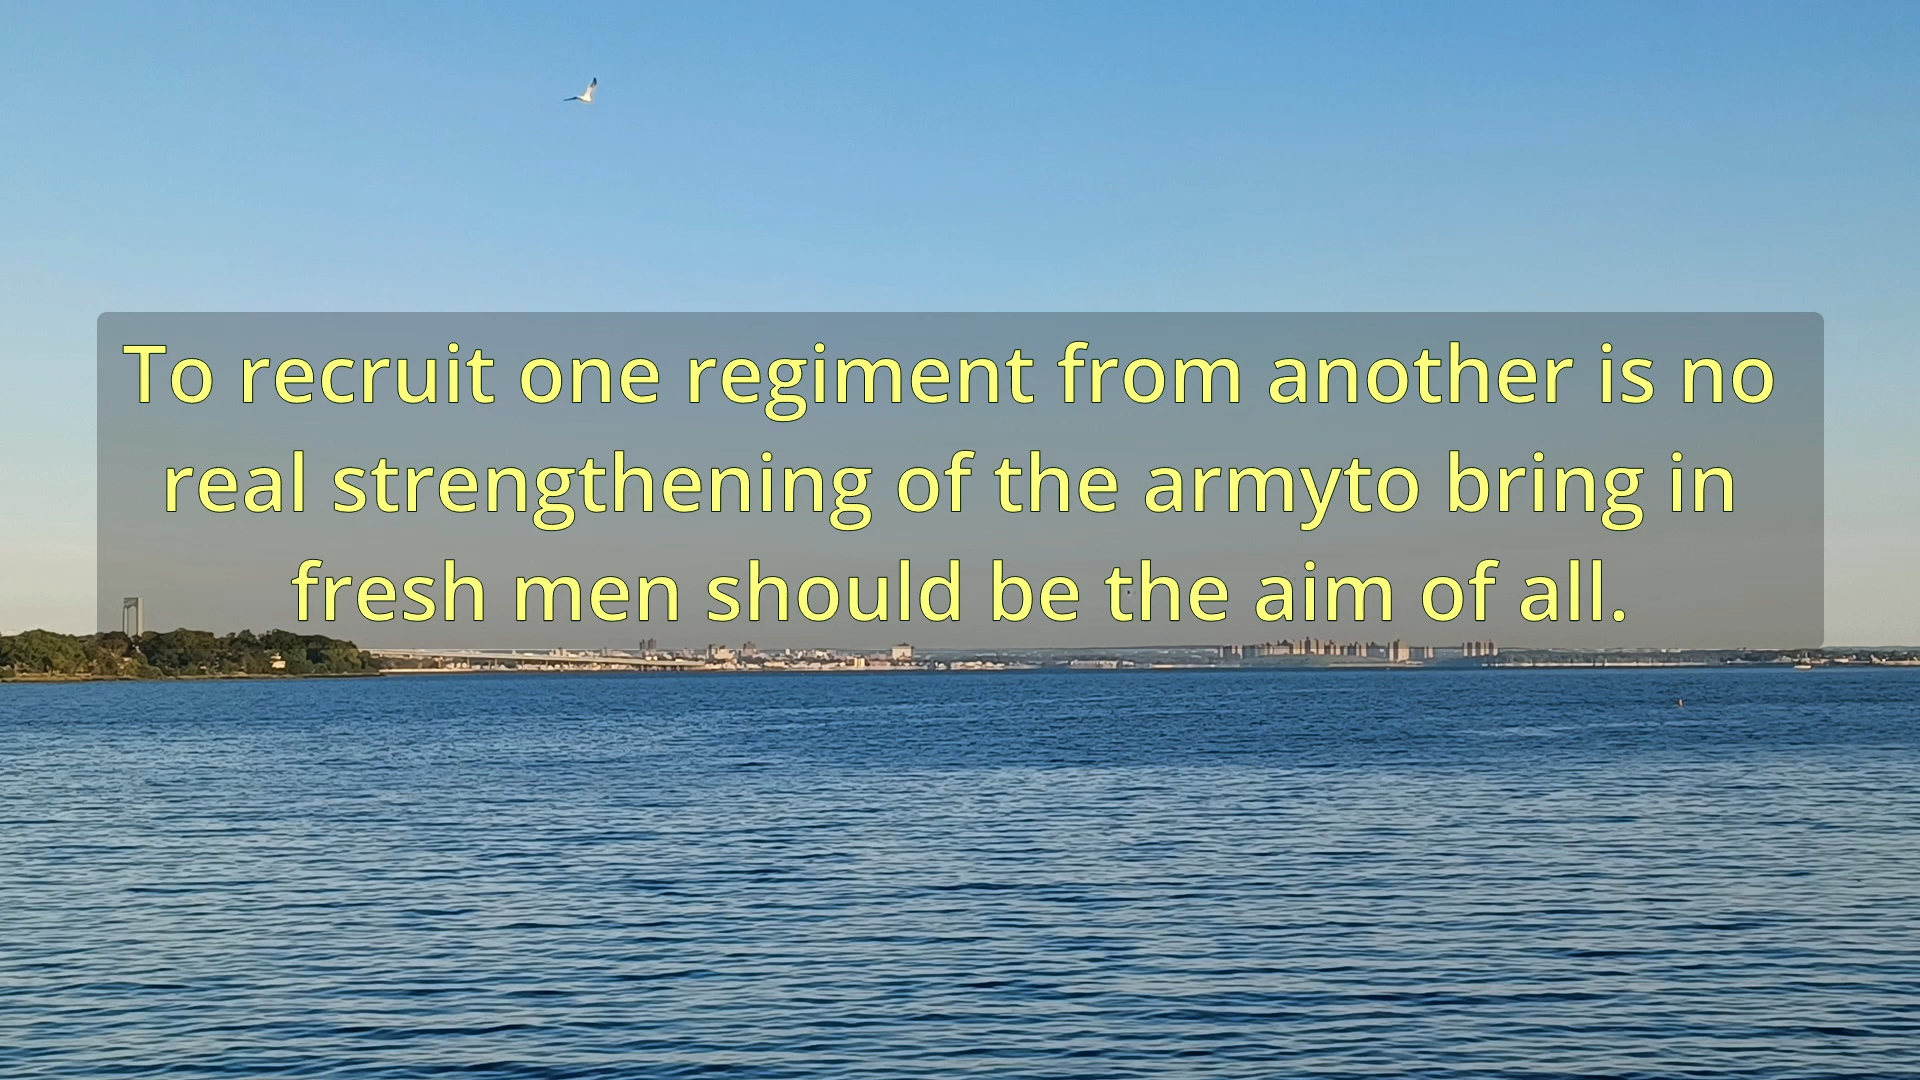 To recruit one regiment from another is no
real strengthening of the armyto bring in
fresh men should be the aim of all.